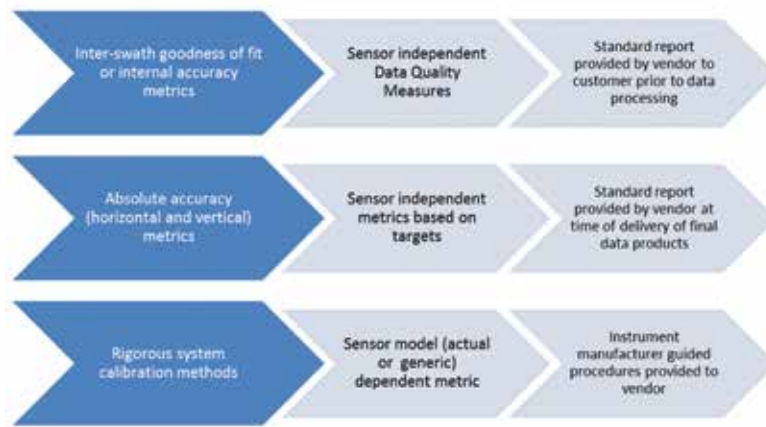 Inter-swath goodness of fit
or internal accuracy
metrics
Sensor independent
Data Quality
Measures
Standard report
provided by vendor to
customer prior to data
processing
Absolute accuracy
(horizontal and vertical)
metrics
Sensor independent
metrics based on
targets
Standard report
provided by vendor at
time of delivery of final
data products
Rigorous system
calibration methods
Sensor model (actual
or generic)
dependent metric
Instrument
manufacturer guided
procedures provided to
vendor